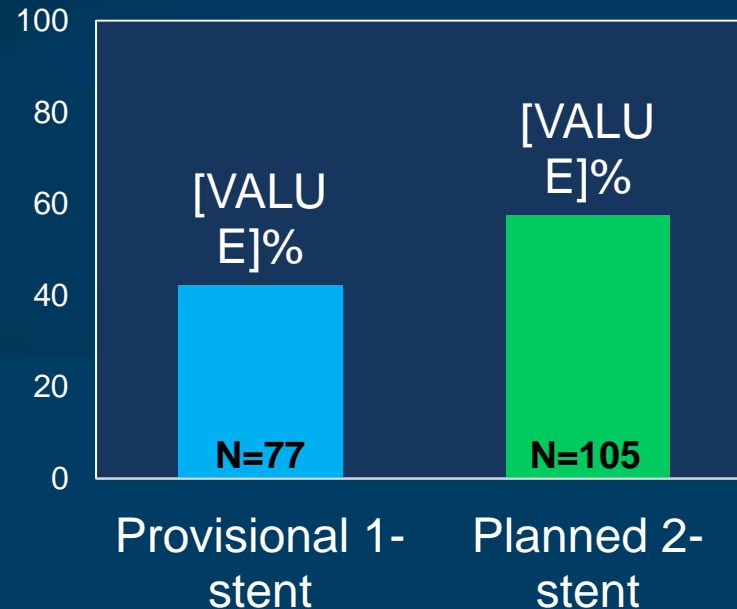 100
80
60
40
20
0
[VALU
E]%
[VALU
E]%
N=77
N=105
Provisional 1-
stent
Planned 2-
stent